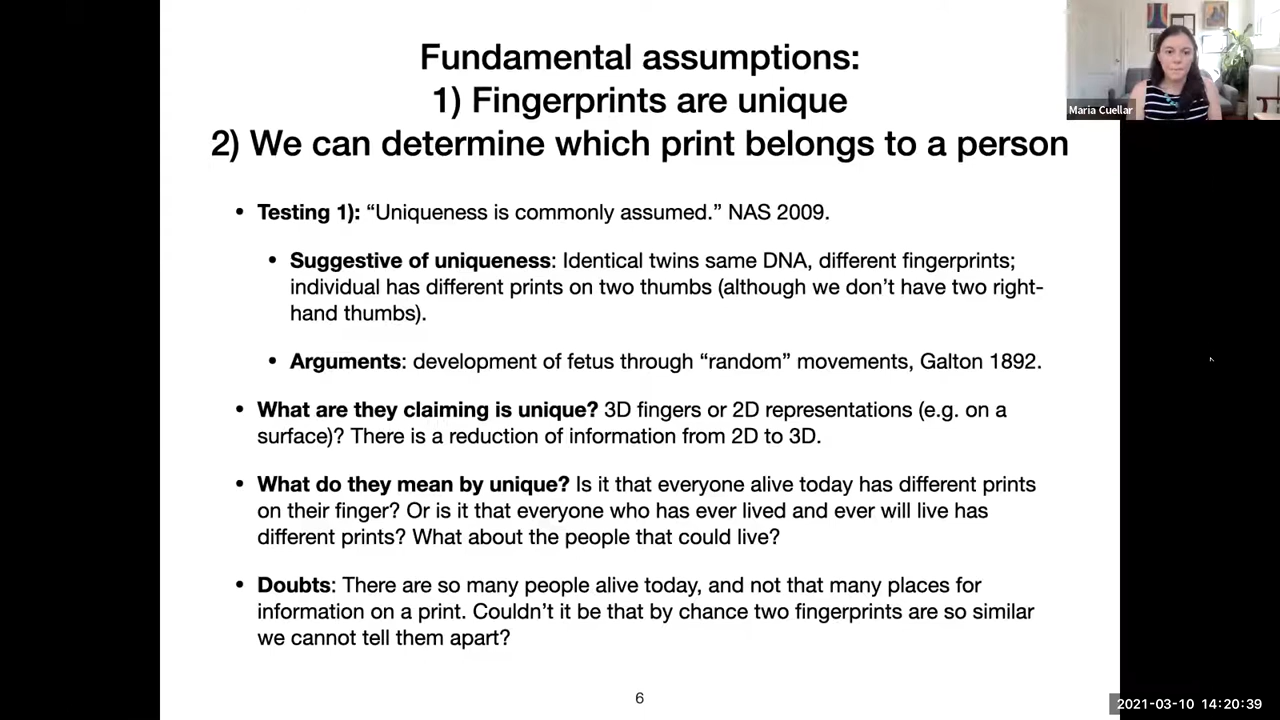 Fundamental assumptions:
1) Fingerprints are unique
2) We can determine which print belongs to a person
Maria Cuellar
• Testing 1): “Uniqueness is commonly assumed.” NAS 2009.
• Suggestive of uniqueness: Identical twins same DNA, different fingerprints;
individual has different prints on two thumbs (although we don’t have two right-
hand thumbs).
• Arguments: development of fetus through “random” movements, Galton 1892.
• What are they claiming is unique? 3D fingers or 2D representations (e.g. on a
surface)? There is a reduction of information from 2D to 3D.
• What do they mean by unique? Is it that everyone alive today has different prints
on their finger? Or is it that everyone who has ever lived and ever will live has
different prints? What about the people that could live?
• Doubts: There are so many people alive today, and not that many places for
information on a print. Couldn’t it be that by chance two fingerprints are so similar
we cannot tell them apart?
6
2021-03-10 14:20:39